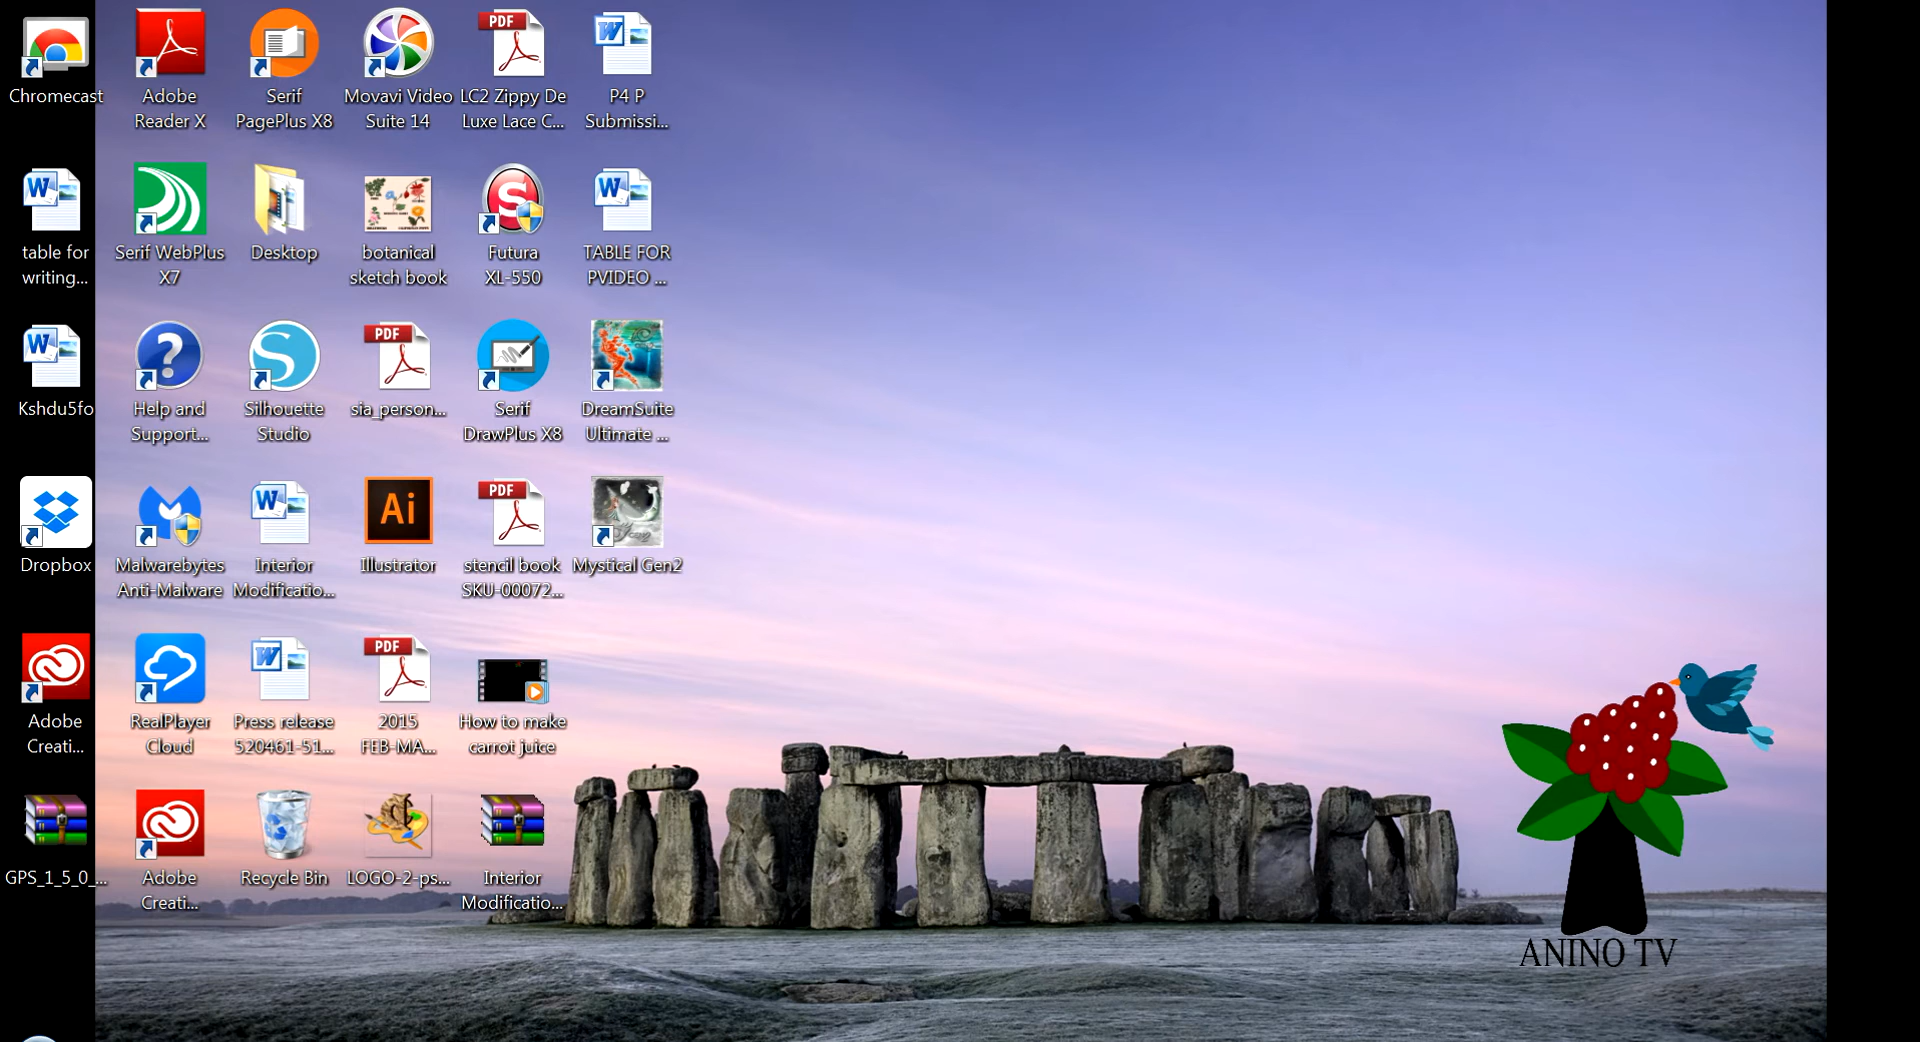 Chromecast
Adobe
Reader X
Serif
PagePlus X8
Movavi Video
Suite 14
PDF
LC2 Zippy De
Luxe Lace C...
W
P4 P
Submissi...
W
table for
writing...
Serif WebPlus
X7
Desktop
botanical
sketch book
S
Futura
XL-550
W
TABLE FOR
PVIDEO ...
W
Kshdu5fo
?
Help and
Support...
S
Silhouette
Studio
PDF
sia_person...
Serif
DrawPlus X8
DreamSuite
Ultimate ...
Dropbox
Malwarebytes
Anti-Malware
W
Interior
Modificatio...
Ai
Illustrator
PDF
stencil book
SKU-00072...
Mystical Gen2
Adobe
Creati...
RealPlayer
Cloud
W
Press release
520461-51...
PDF
2015
FEB-MA...
How to make
carrot juice
GPS_1_5_0_...
Adobe
Creati...
Recycle Bin
LOGO-2-ps...
Interior
Modificatio...
ANINO TV